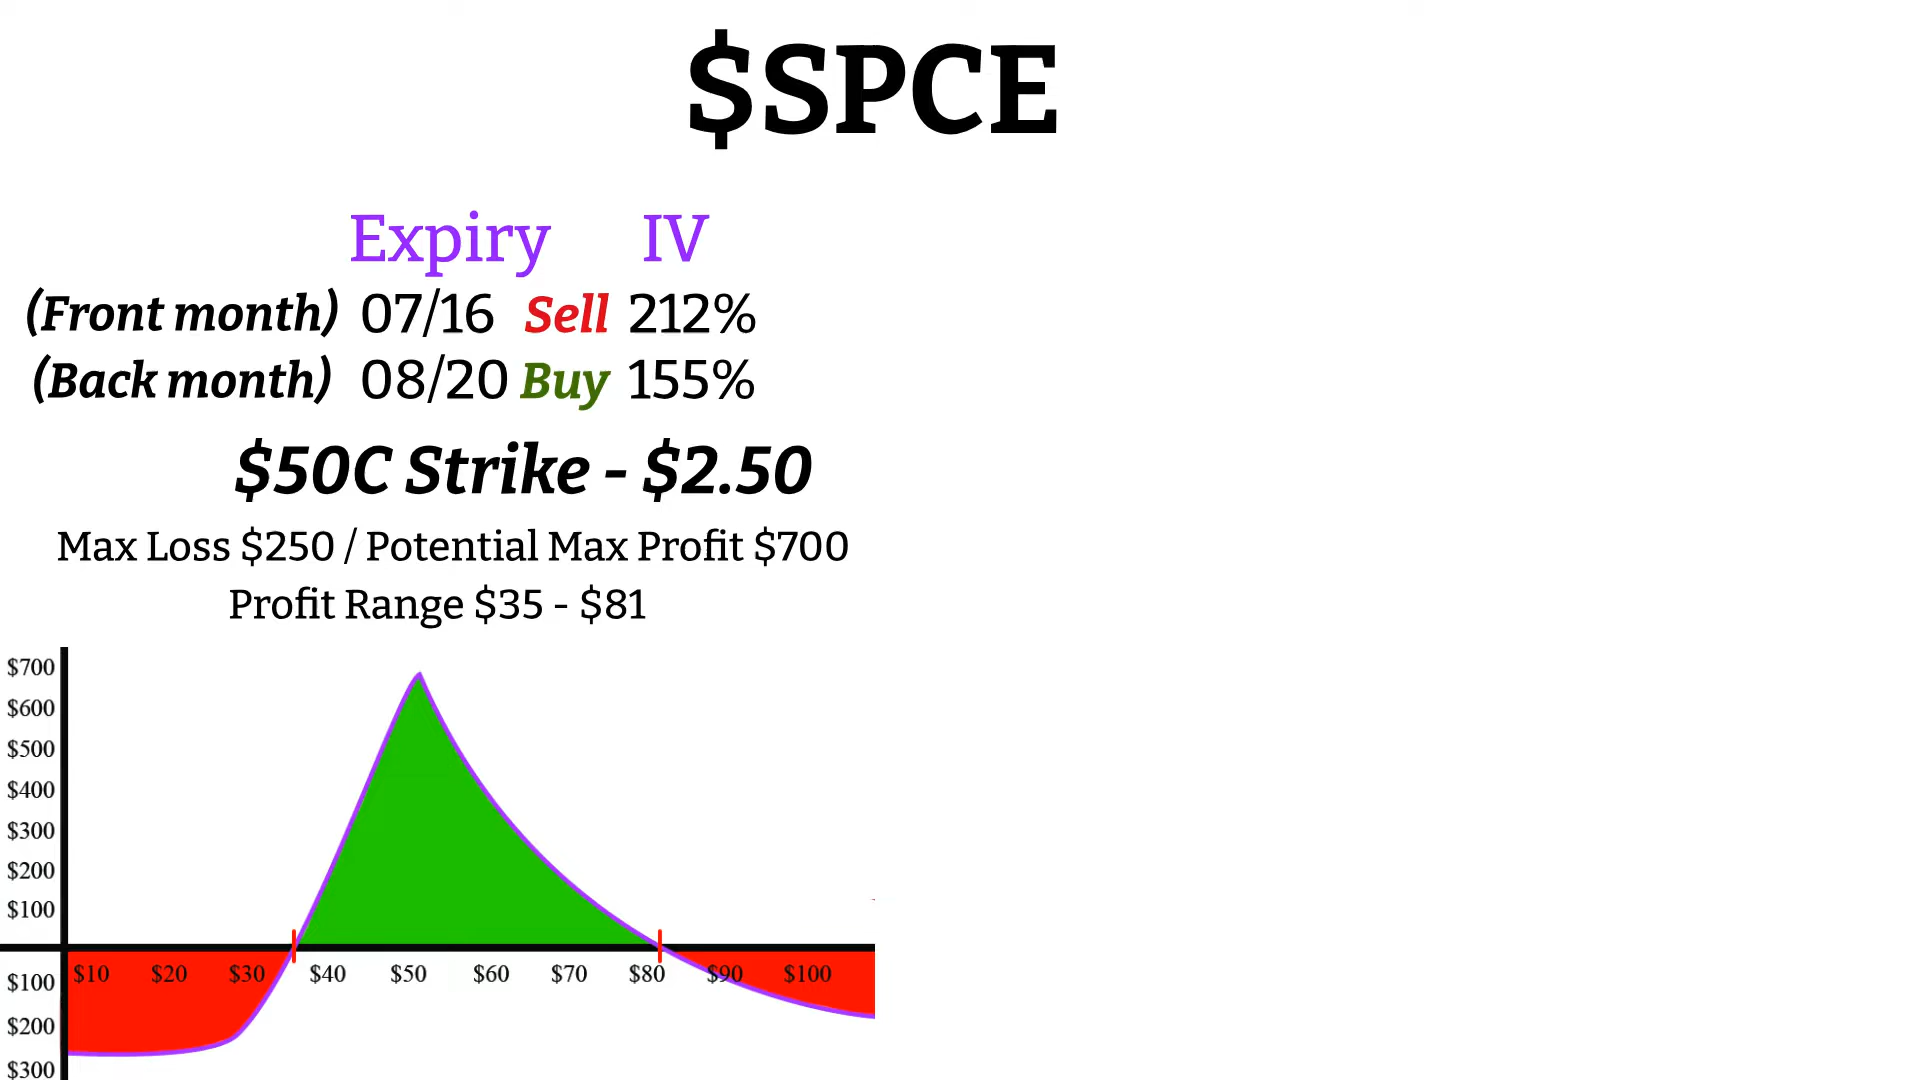 $SPCE
Expiry IV
(Front month) 07/16 Sell 212%
(Back month) 08/20 Buy 155%
$50C Strike - $2.50
Max Loss $250 / Potential Max Profit $700
Profit Range $35 - $81
$700
$600
$500
$400
$300
$200
$100
$10 $20 $30 $40 $50 $60 $70 $80 $90 $100
$100
$200
$300